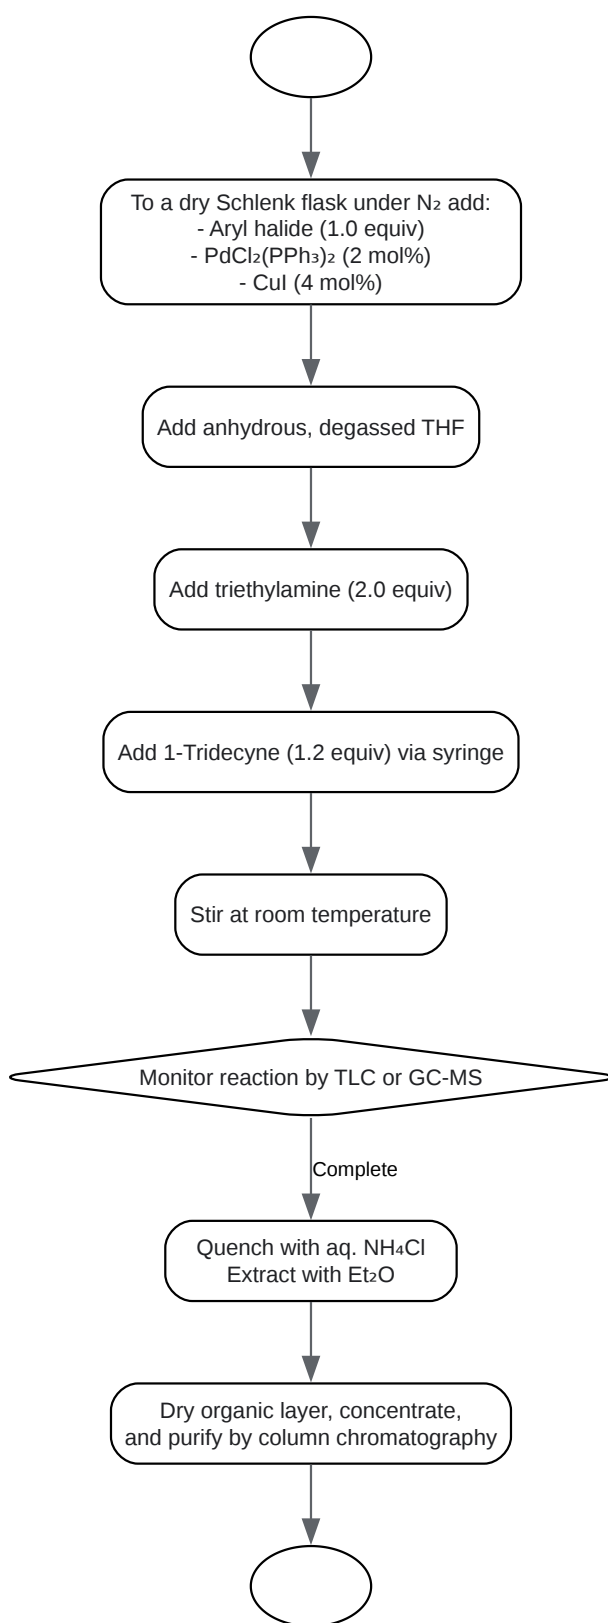 To a dry Schlenk flask under N₂ add:
- Aryl halide (1.0 equiv)
- PdCl₂(PPh₃)₂ (2 mol%)
- CuI (4 mol%)
Add anhydrous, degassed THF
Add triethylamine (2.0 equiv)
Add 1-Tridecyne (1.2 equiv) via syringe
Stir at room temperature
Monitor reaction by TLC or GC-MS
Complete
Quench with aq. NH₄Cl
Extract with Et₂O
Dry organic layer, concentrate,
and purify by column chromatography